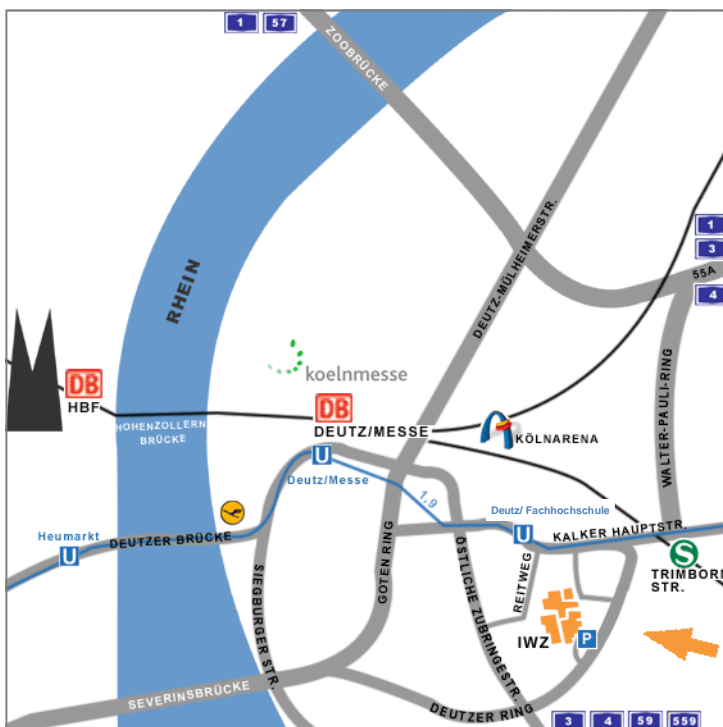 1
57
ZOOBRÜCKE
DEUTZ-MÜLHEIMERSTR.
1
3
55A
4
RHEIN
koelnmesse
WALTER-PAULI-RING
DB
HBF
DB
HOHENZOLLERN
BRÜCKE
DEUTZ/MESSE
KÖLNARENA
U
Deutz/Messe
1,9
Deutz/ Fachhochschule
U
Heumarkt
U
DEUTZER BRÜCKE
KALKER HAUPTSTR.
S
TRIMBORN
STR.
SIEGBURGER STR.
GOTEN RING
ÖSTLICHE ZUBRINGESTR.
REITWEG
IWZ
P
SEVERINSBRÜCKE
DEUTZER RING
3
4
59
559